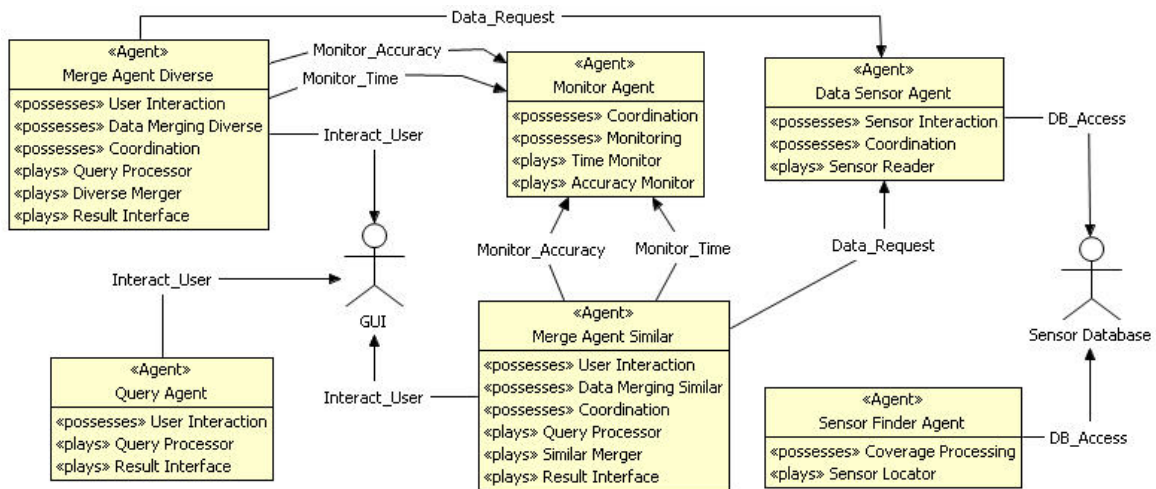 Data_Request
«Agent»
Merge Agent Diverse
«possesses» User Interaction
«possesses» Data Merging Diverse
«possesses» Coordination
«plays» Query Processor
«plays» Diverse Merger
«plays» Result Interface
Monitor_Accuracy
Monitor_Time
Interact_User
«Agent»
Monitor Agent
«possesses» Coordination
«possesses» Monitoring
«plays» Time Monitor
«plays» Accuracy Monitor
«Agent»
Data Sensor Agent
«possesses» Sensor Interaction
«possesses» Coordination
«plays» Sensor Reader
DB_Access
Monitor_Accuracy
Monitor_Time
Data_Request
Interact_User
GUI
Sensor Database
«Agent»
Query Agent
«possesses» User Interaction
«plays» Query Processor
«plays» Result Interface
Interact_User
«Agent»
Merge Agent Similar
«possesses» User Interaction
«possesses» Data Merging Similar
«possesses» Coordination
«plays» Query Processor
«plays» Similar Merger
«plays» Result Interface
«Agent»
Sensor Finder Agent
«possesses» Coverage Processing
«plays» Sensor Locator
DB_Access